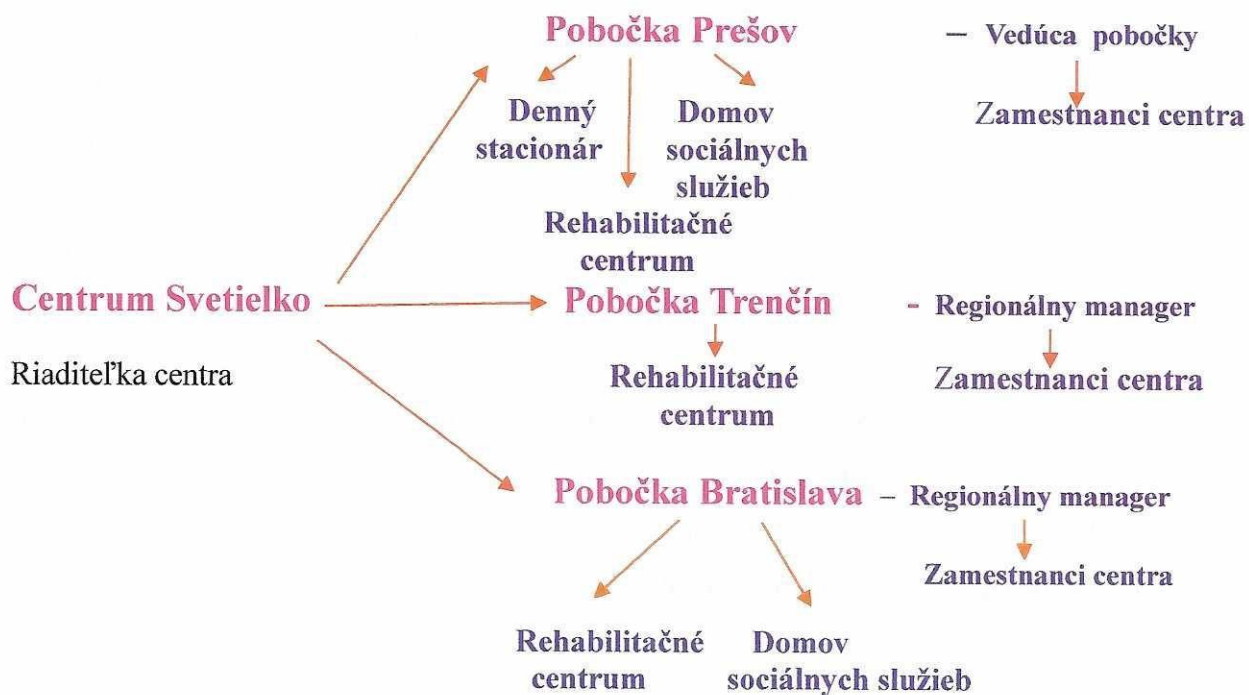 Pobočka Prešov – Vedúca pobočky
Zamestnanci centra
Denný
stacionár
Domov
sociálnych
služieb
Rehabilitačné
centrum
Centrum Svetielko
Riaditeľka centra
Pobočka Trenčín - Regionálny manager
Zamestnanci centra
Rehabilitačné
centrum
Pobočka Bratislava – Regionálny manager
Zamestnanci centra
Rehabilitačné
centrum
Domov
sociálnych služieb